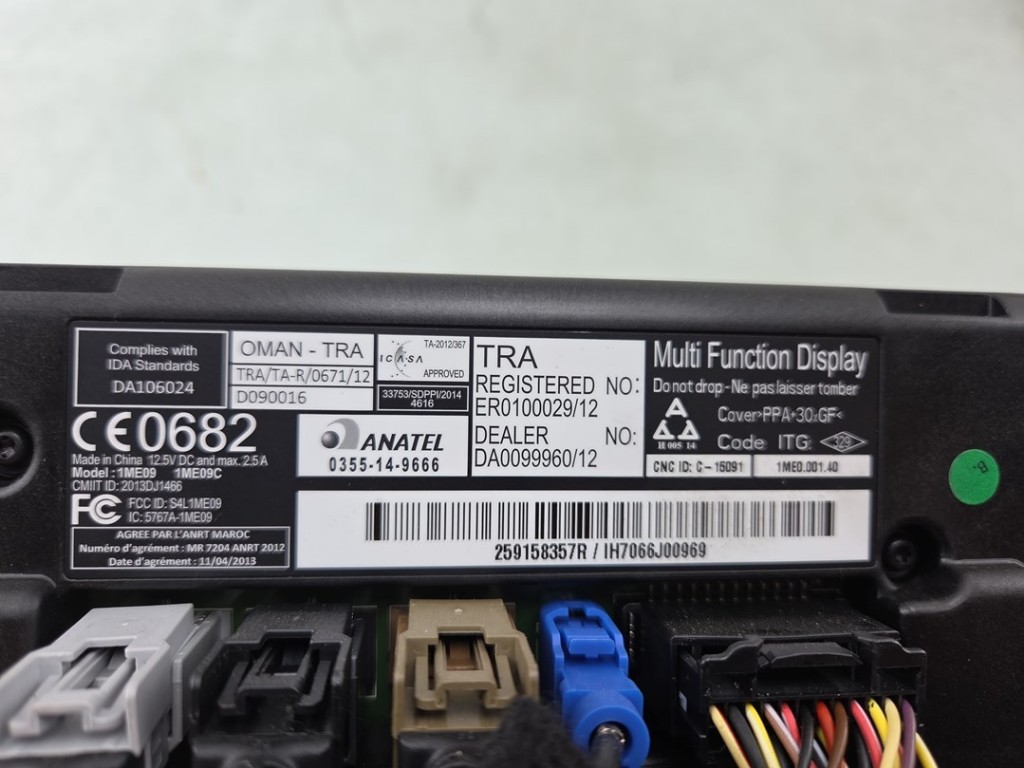 Complies with
IDA Standards
DA106024
OMAN - TRA
TRA/TA-R/0671/12
D090016
ICASA
TA-2012/367
APPROVED
33753/SDPPI/2014
4616
CE0682
Made in China 12.5V DC and max. 2.5 A
Model: 1ME09 1ME09C
CMIIT ID: 2013DJ1466
FC FCC ID: S4L1ME09
IC: 5767A-1ME09
AGREE PAR L'ANRT MAROC
Numéro d'agrément: MR 7204 ANRT 2012
Date d'agrément: 11/04/2013
ANATEL
0355-14-9666
TRA
REGISTERED NO:
ER0100029/12
DEALER NO:
DA0099960/12
Multi Function Display
Do not drop - Ne pas laisser tomber
Cover>PPA+30%GF<
Code ITG: 329
CNC ID: C-15091
1ME0.001.40
259158357R / IH7066J00969